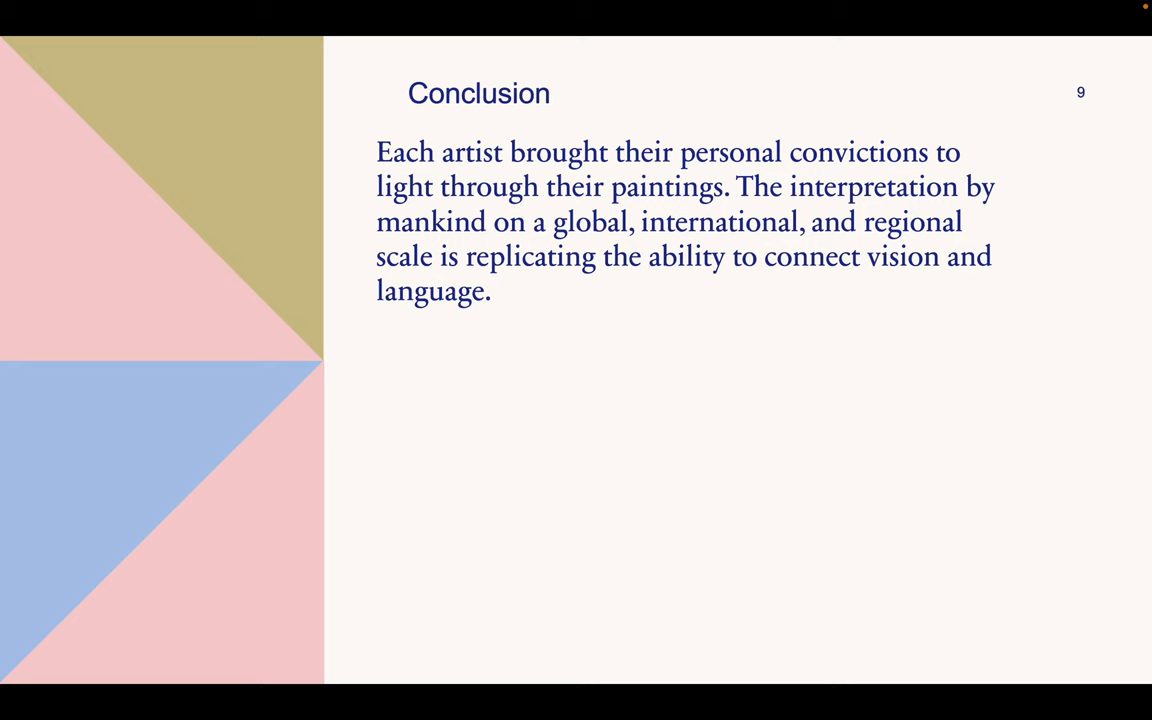 Conclusion
9
Each artist brought their personal convictions to
light through their paintings. The interpretation by
mankind on a global, international, and regional
scale is replicating the ability to connect vision and
language.